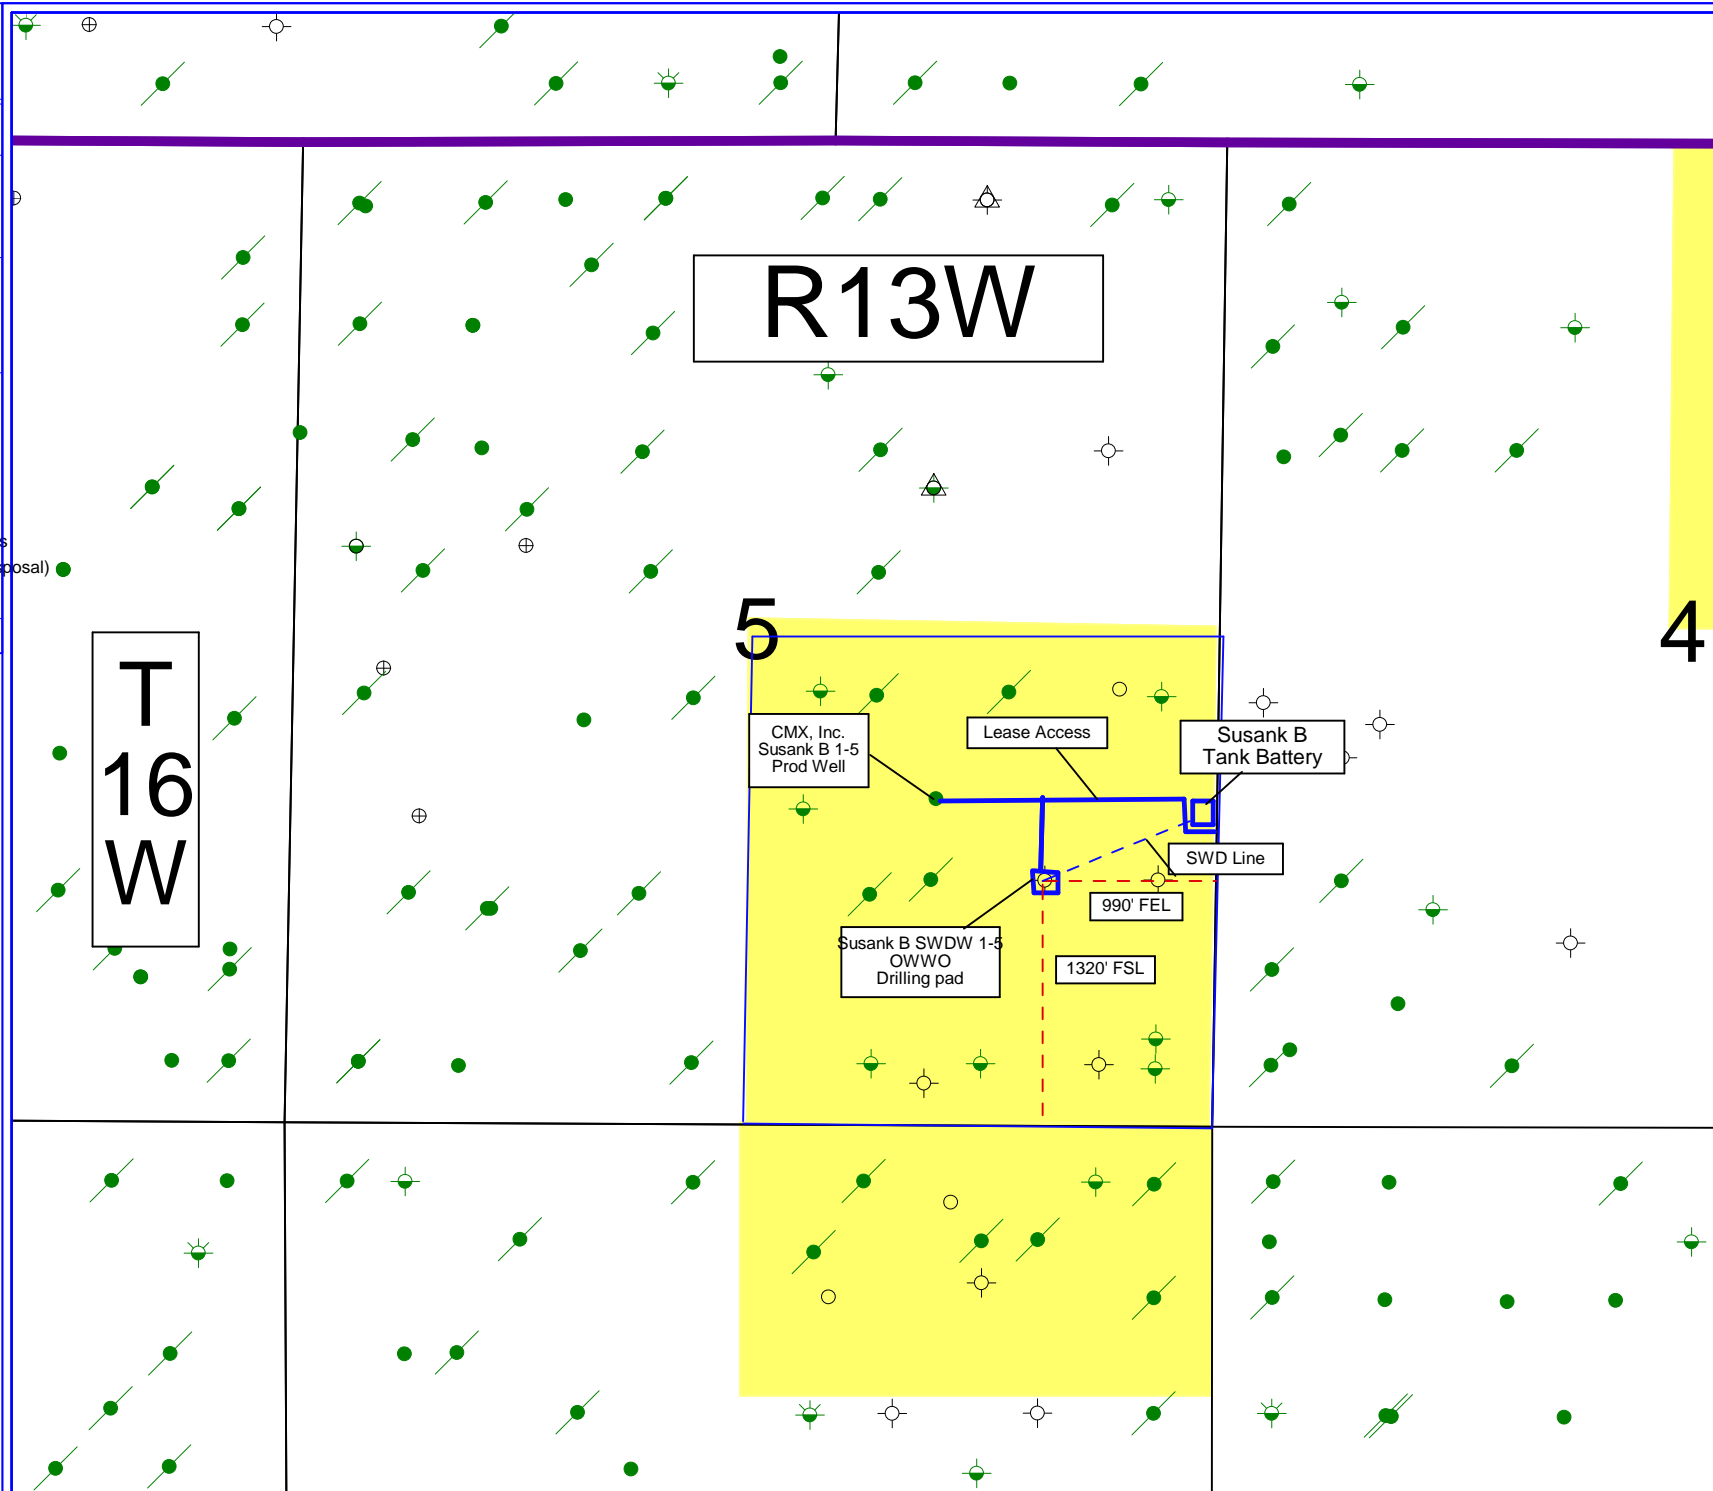 R13W
s
posal)
5
4
T
16
W
CMX, Inc.
Susank B 1-5
Prod Well
Lease Access
Susank B
Tank Battery
SWD Line
990' FEL
Susank B SWDW 1-5
OWWO
Drilling pad
1320' FSL